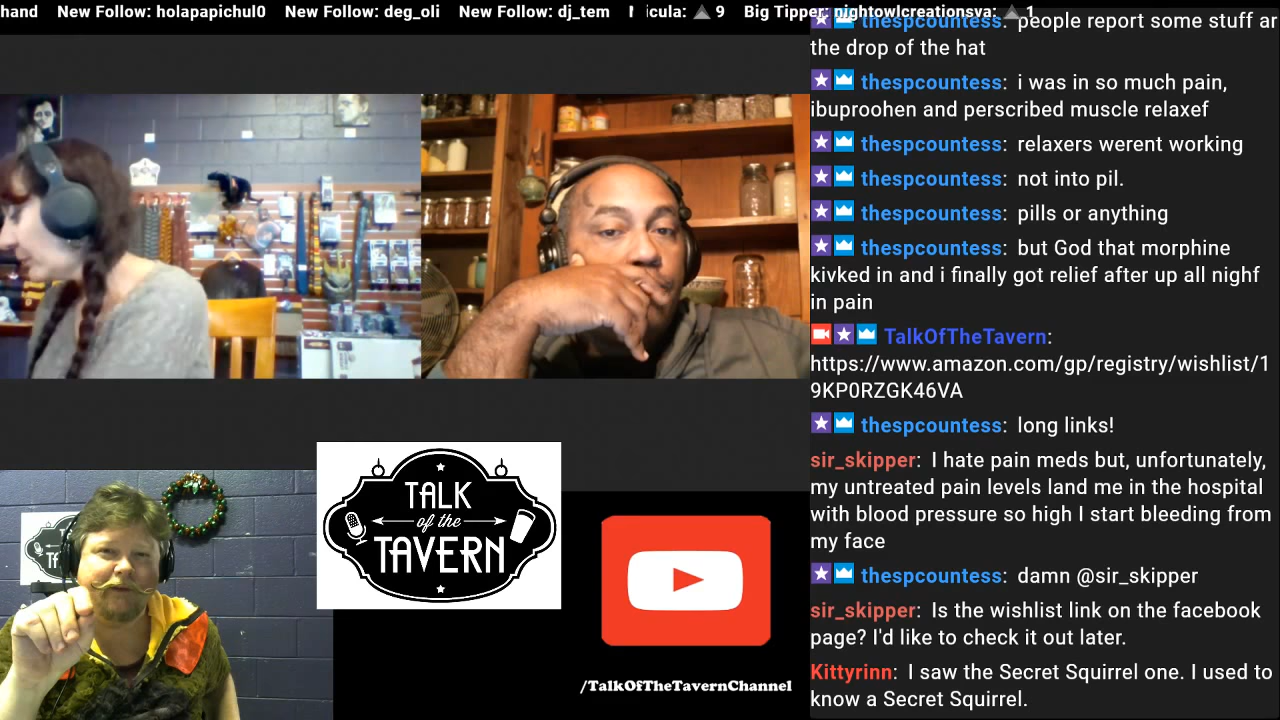 hand New Follow: holapapichul0 New Follow: deg_oli New Follow: dj_tem icula: 9 Big Tipper: nightowlcreationsva: 1
people report some stuff ar
the drop of the hat
thespcountess: i was in so much pain,
ibuproohen and perscribed muscle relaxef
thespcountess: relaxers werent working
thespcountess: not into pil.
thespcountess: pills or anything
thespcountess: but God that morphine
kivked in and i finally got relief after up all nighf
in pain
TalkOfTheTavern:
https://www.amazon.com/gp/registry/wishlist/1
9KP0RZGK46VA
thespcountess: long links!
sir_skipper: I hate pain meds but, unfortunately,
my untreated pain levels land me in the hospital
with blood pressure so high I start bleeding from
my face
thespcountess: damn @sir_skipper
sir_skipper: Is the wishlist link on the facebook
page? I'd like to check it out later.
Kittyrinn: I saw the Secret Squirrel one. I used to
know a Secret Squirrel.
TALK
of the
TAVERN
/TalkOfTheTavernChannel